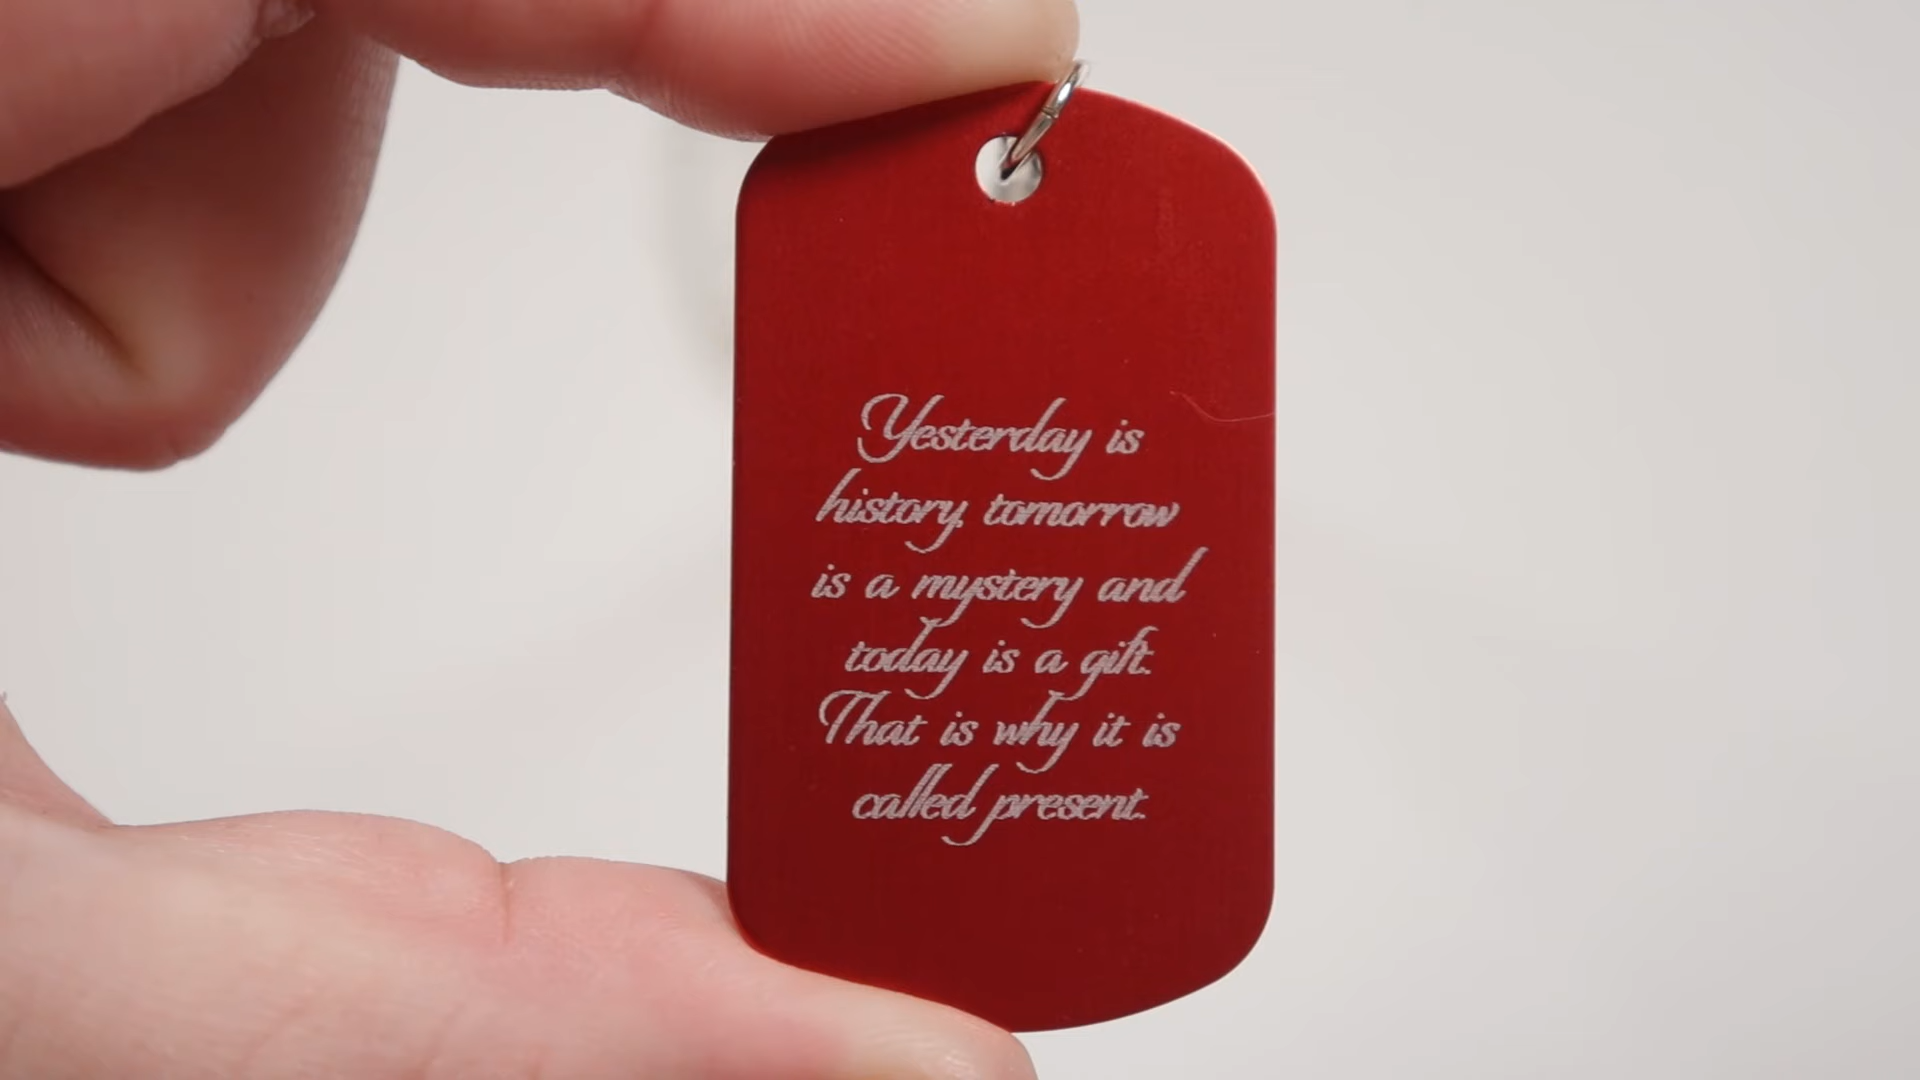 Yesterday is
history, tomorrow
is a mystery and
today is a gift.
That is why it is
called present.